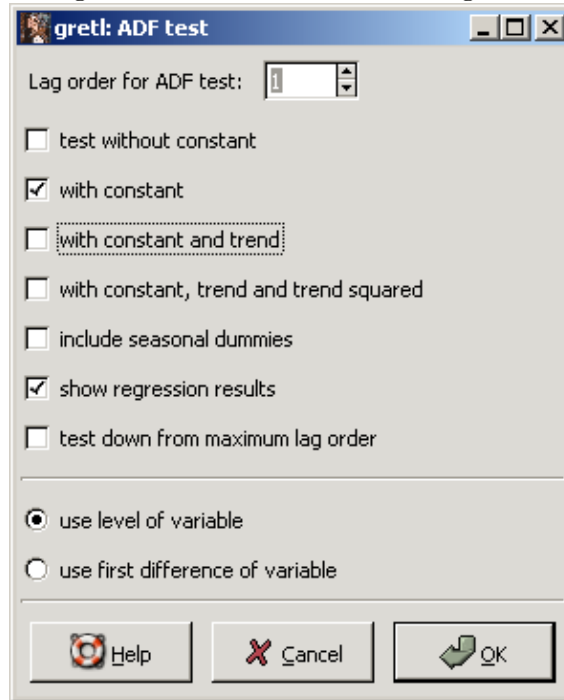 gretl: ADF test
Lag order for ADF test: 1
test without constant
with constant
with constant and trend
with constant, trend and trend squared
include seasonal dummies
show regression results
test down from maximum lag order
use level of variable
use first difference of variable
Help Cancel OK